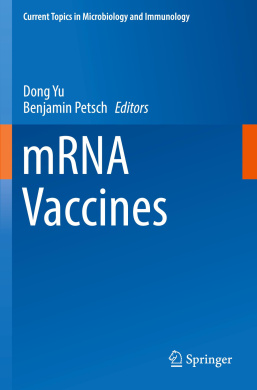 Current Topics in Microbiology and Immunology
Dong Yu
Benjamin Petsch Editors
mRNA
Vaccines
Springer